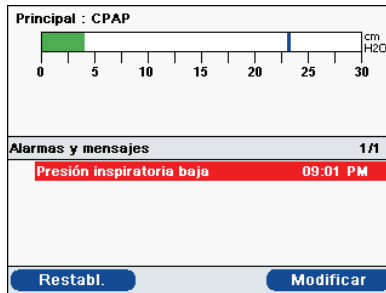 Principal : CPAP
cm
H2O
0 5 10 15 20 25 30
Alarmas y mensajes 1/1
Presión inspiratoria baja 09:01 PM
Restabl. Modificar